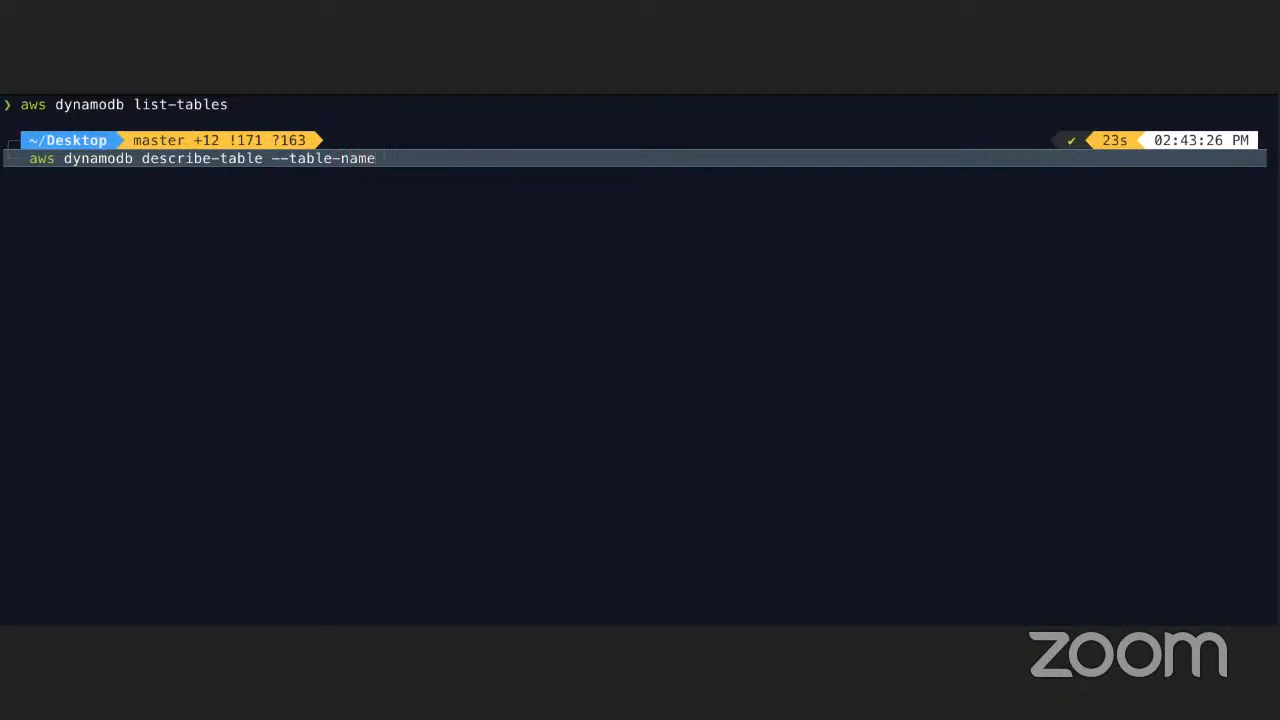 ❯ aws dynamodb list-tables
~/Desktop master +12 !171 ?163 ✔ 23s 02:43:26 PM
aws dynamodb describe-table --table-name
zoom